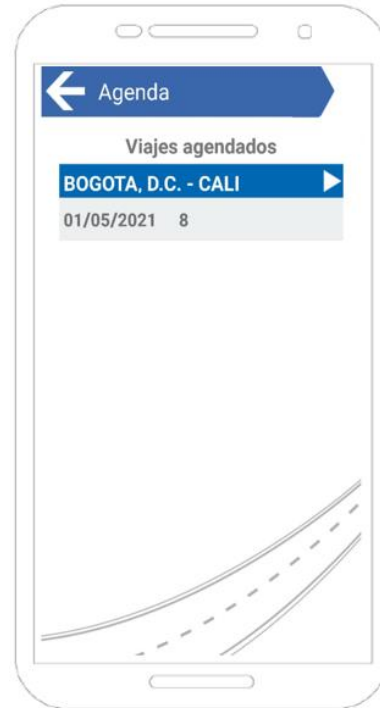 Agenda
Viajes agendados
BOGOTA, D.C. - CALI
01/05/2021 8